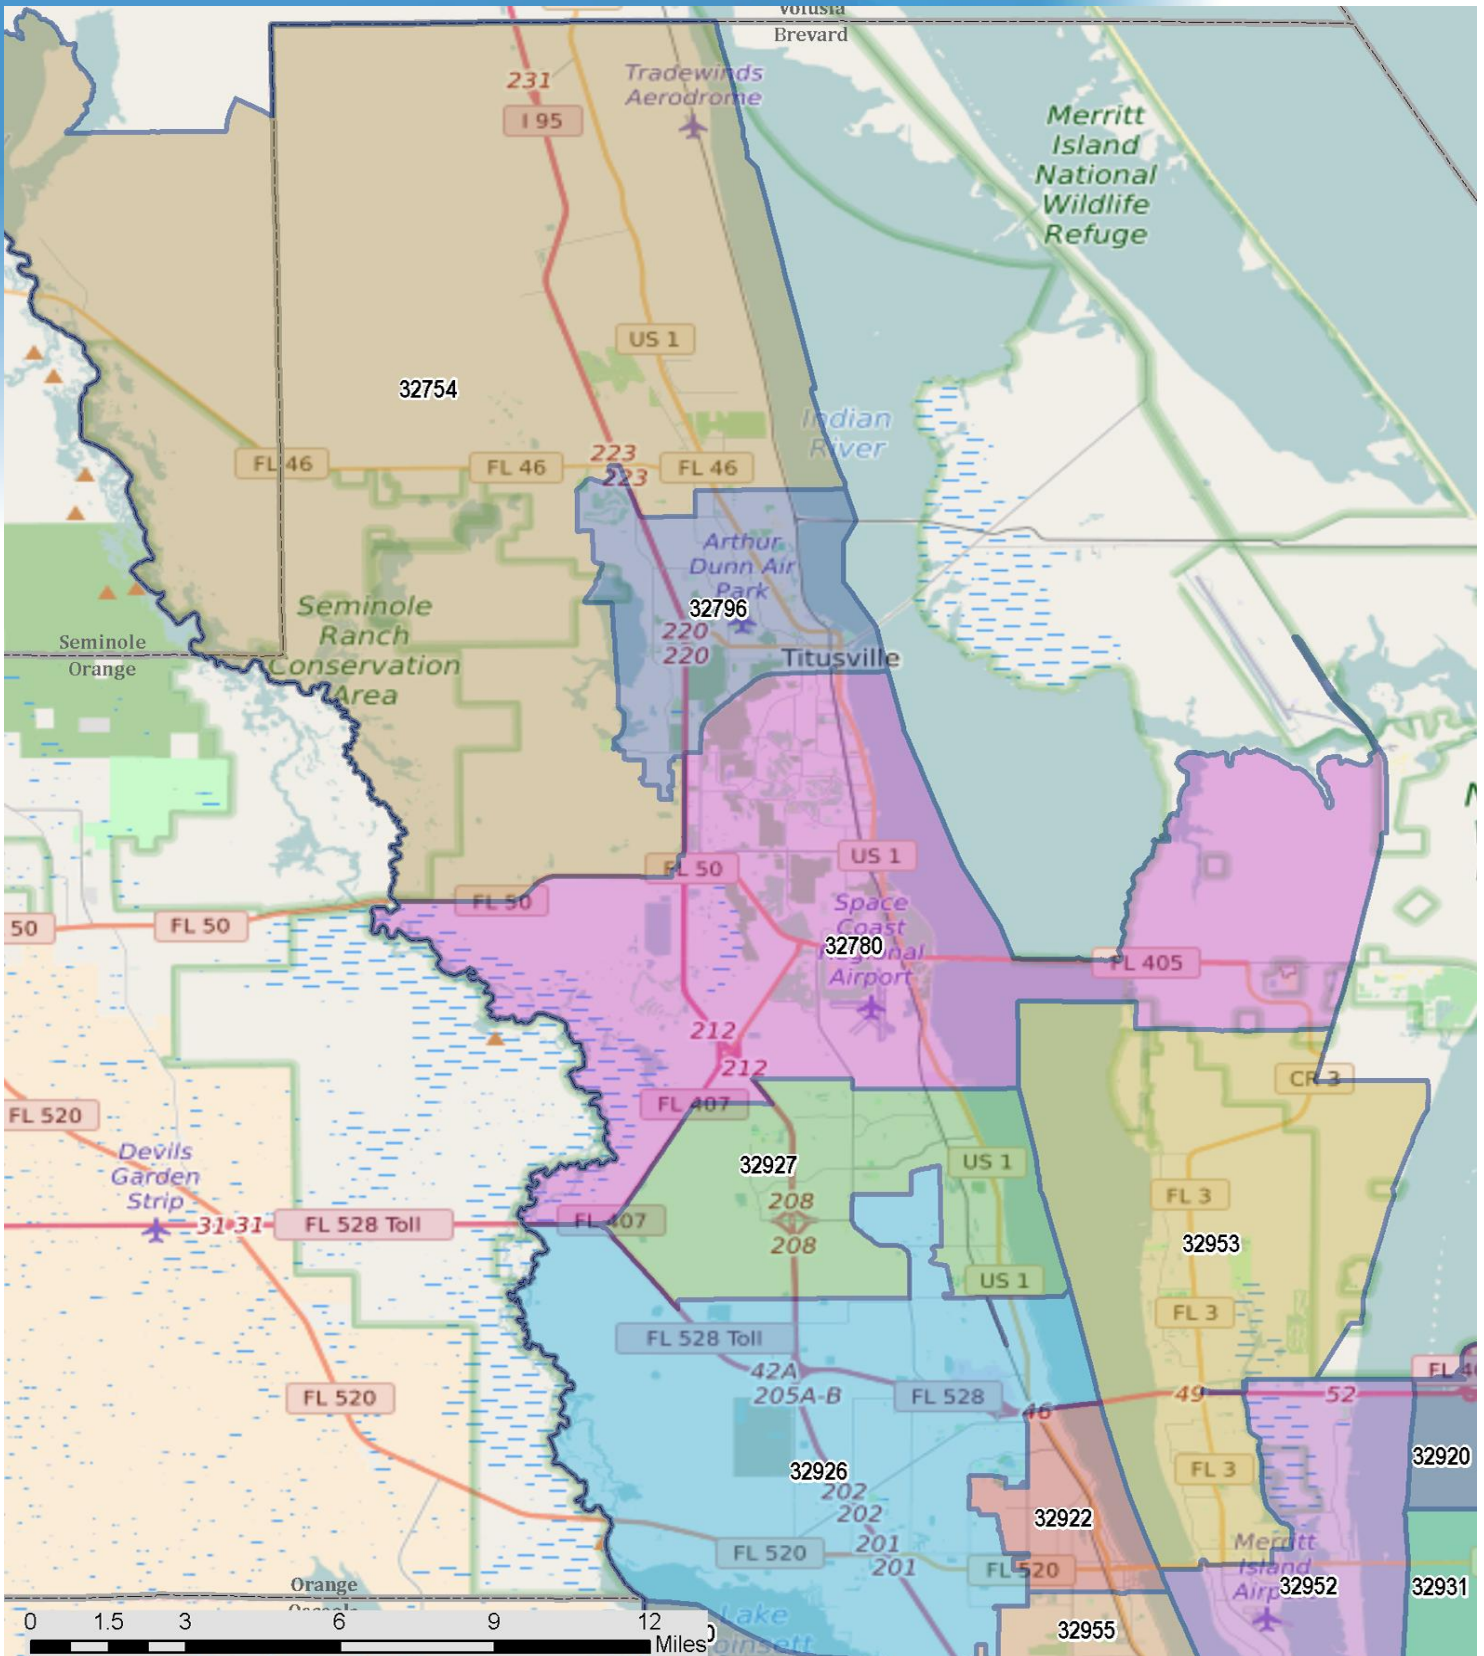 Volusia
Brevard
231
I 95
Tradewinds
Aerodrome
Merritt
Island
National
Wildlife
Refuge
US 1
32754
Indian
River
FL 46
FL 46
223
223
FL 46
Arthur
Dunn Air
Park
32796
220
220
Titusville
Seminole
Ranch
Conservation
Area
Seminole
Orange
50
FL 50
FL 50
FL 50
US 1
Space
Coast
Regional
Airport
32780
FL 405
212
212
FL 407
CR 3
FL 520
Devils
Garden
Strip
31 31
FL 528 Toll
FL 407
32927
208
208
US 1
US 1
FL 3
32953
FL 3
FL 528 Toll
42A
205A-B
FL 528
46
49
52
FL 520
32926
202
202
201
201
FL 520
32922
FL 520
FL 3
32920
Merritt
Island
Airport
32952
32931
32955
Orange
Osceola
Lake
Poinsett
0 1.5 3 6 9 12
Miles